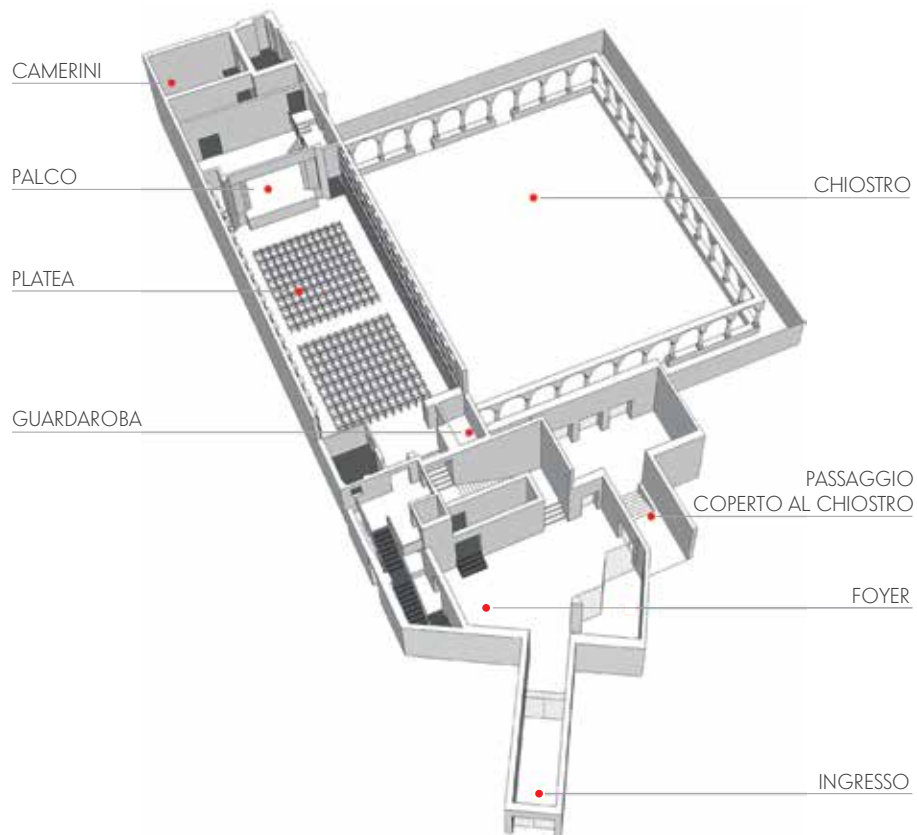 CAMERINI
PALCO
CHIOSTRO
PLATEA
GUARDAROBA
PASSAGGIO
COPERTO AL CHIOSTRO
FOYER
INGRESSO